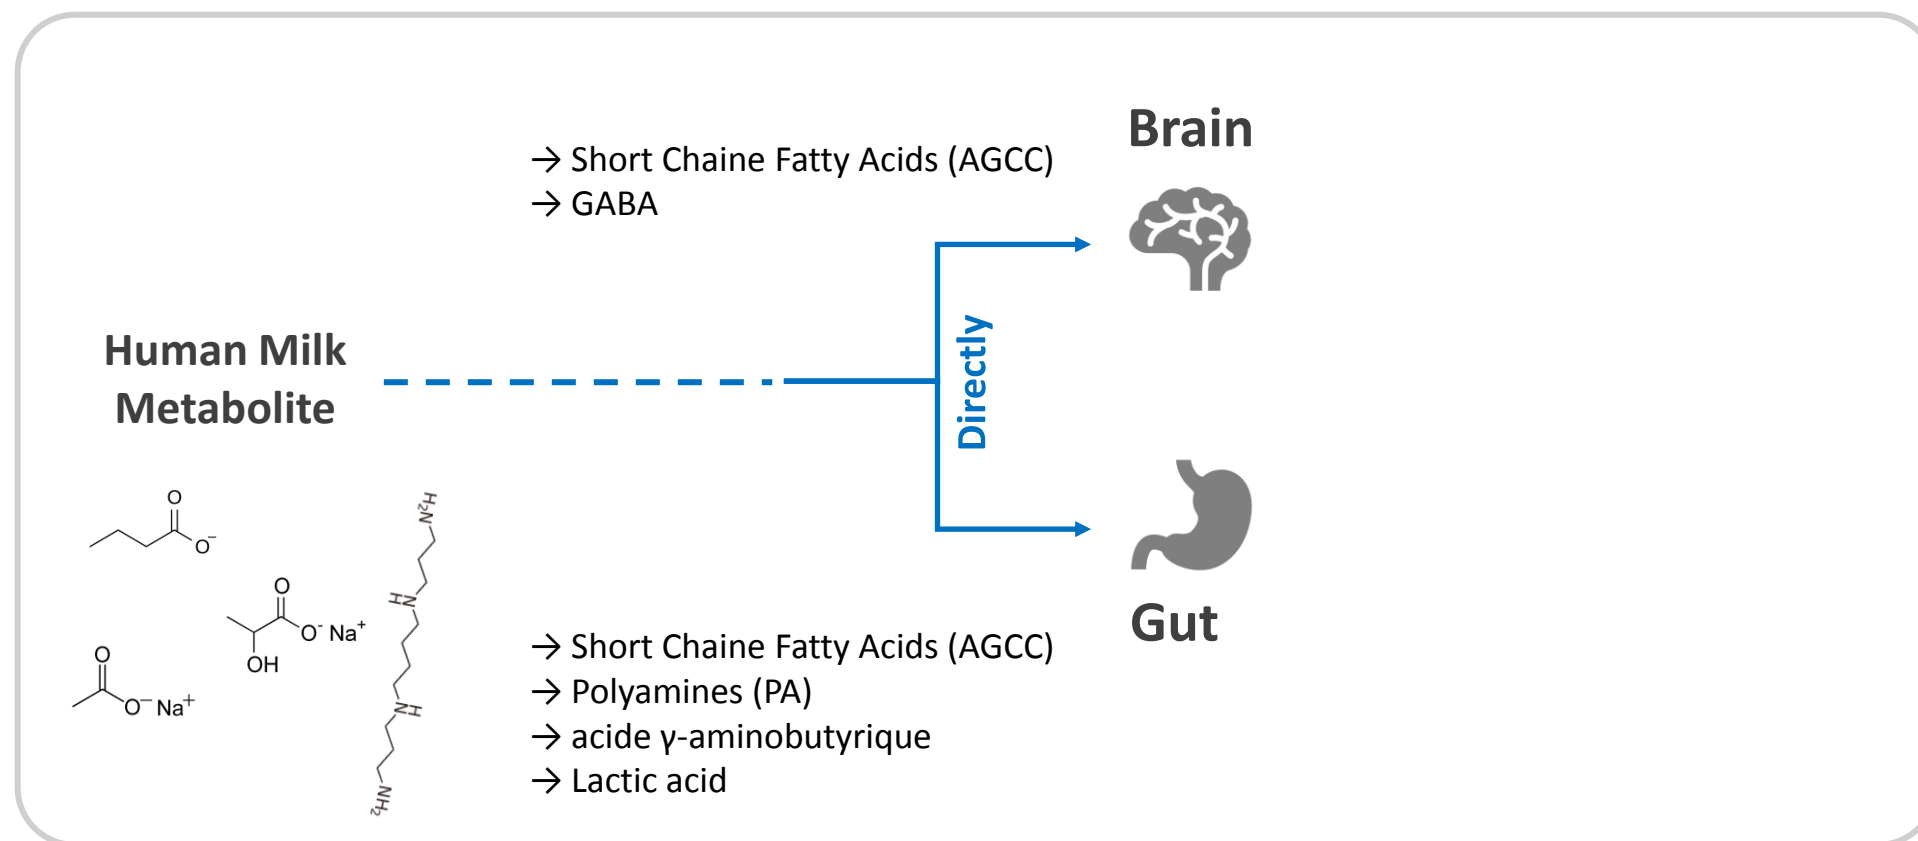 Brain
→ Short Chaine Fatty Acids (AGCC)
→ GABA
Human Milk
Metabolite
Directly
Gut
O
O⁻
O
O⁻ Na⁺
OH
O
O⁻ Na⁺
H₂N
H
N
N
H
NH₂
→ Short Chaine Fatty Acids (AGCC)
→ Polyamines (PA)
→ acide γ-aminobutyrique
→ Lactic acid